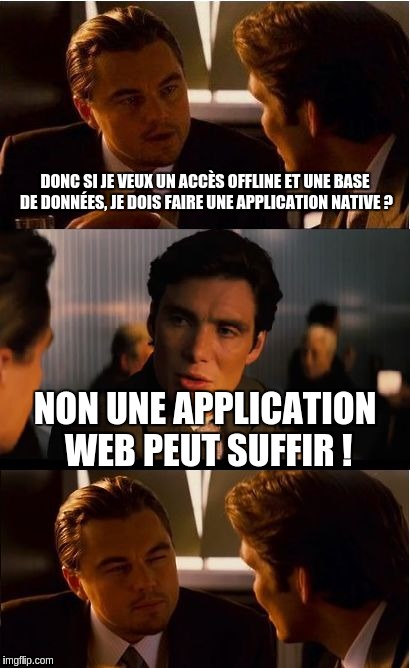 DONC SI JE VEUX UN ACCÈS OFFLINE ET UNE BASE
DE DONNÉES, JE DOIS FAIRE UNE APPLICATION NATIVE ?
NON UNE APPLICATION
WEB PEUT SUFFIR !
imgflip.com